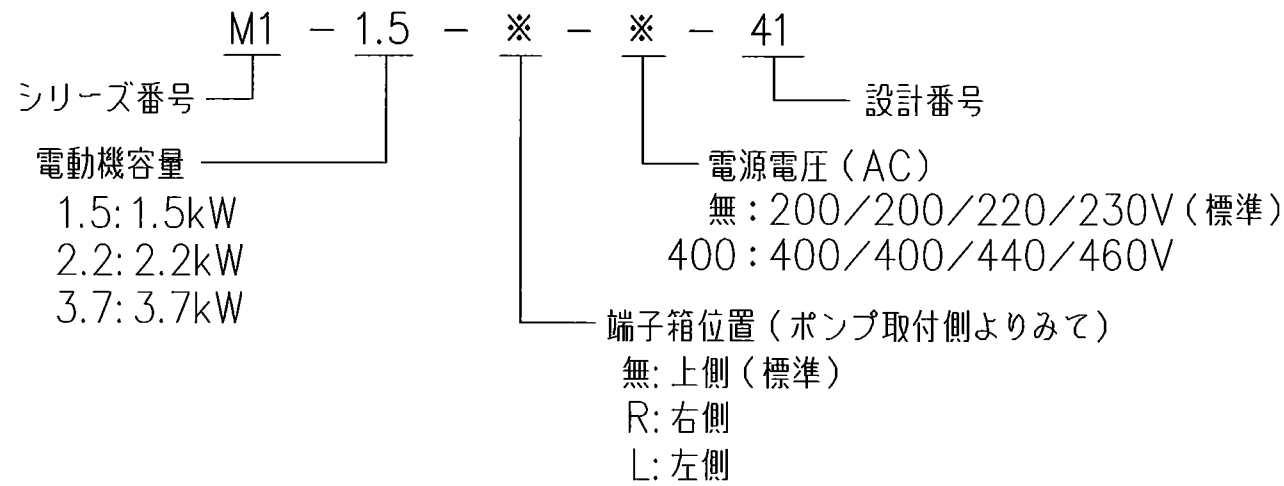 M1 - 1.5 - ※ - ※ - 41
シリーズ番号
設計番号
電動機容量
1.5: 1.5kW
2.2: 2.2kW
3.7: 3.7kW
電源電圧(AC)
無:200/200/220/230V(標準)
400:400/400/440/460V
端子箱位置(ポンプ取付側よりみて)
無: 上側(標準)
R: 右側
L: 左側